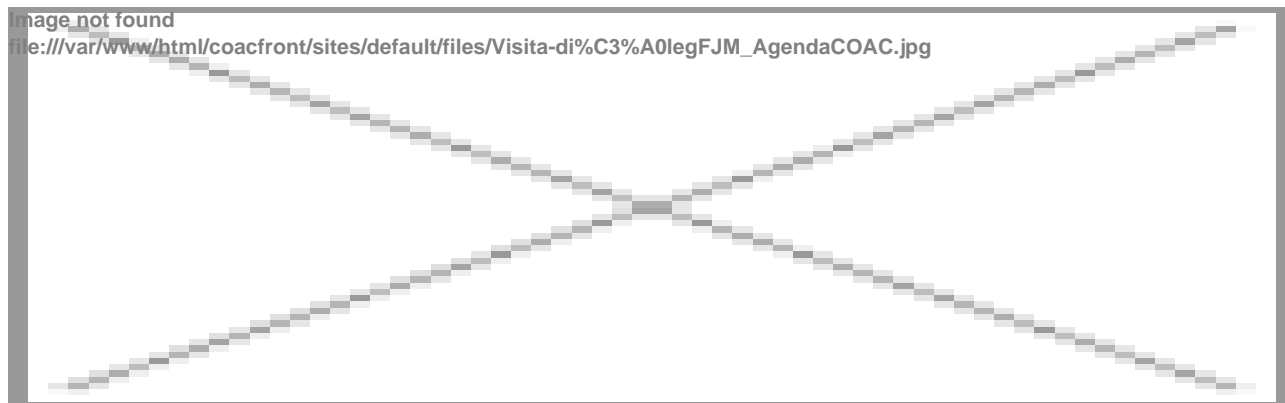 Image not found
file:///var/www/html/coacfront/sites/default/files/Visita-di%C3%A0legFJM_AgendaCOAC.jpg